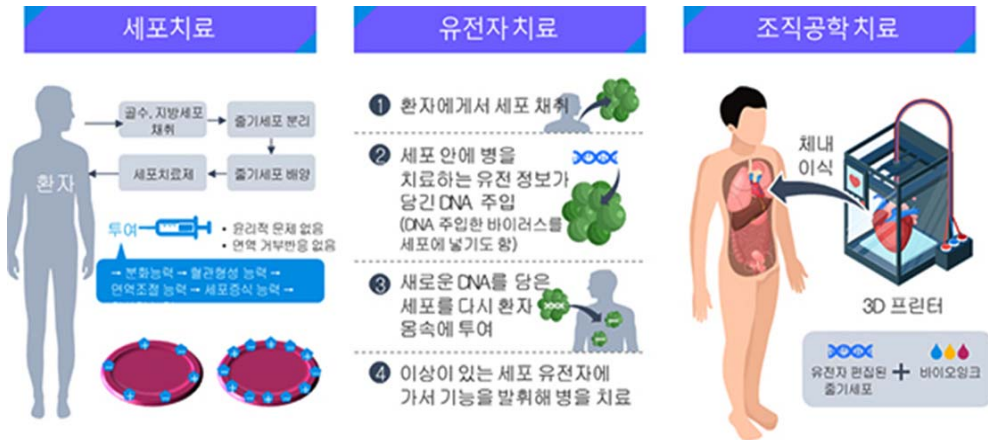 세포치료
환자
골수, 지방세포
채취
줄기세포 분리
세포치료제
줄기세포 배양
투여
• 윤리적 문제 없음
• 면역 거부반응 없음
→ 분화능력 → 혈관형성 능력 →
면역조절 능력 → 세포증식 능력 →
유전자치료
1 환자에게서 세포 채취
2 세포 안에 병을
치료하는 유전 정보가
담긴 DNA 주입
(DNA 주입한 바이러스를
세포에 넣기도 함)
3 새로운 DNA를 담은
세포를 다시 환자
몸속에 투여
4 이상이 있는 세포 유전자에
가서 기능을 발휘해 병을 치료
조직공학치료
체내
이식
3D 프린터
유전자 편집된
줄기세포
+
바이오잉크